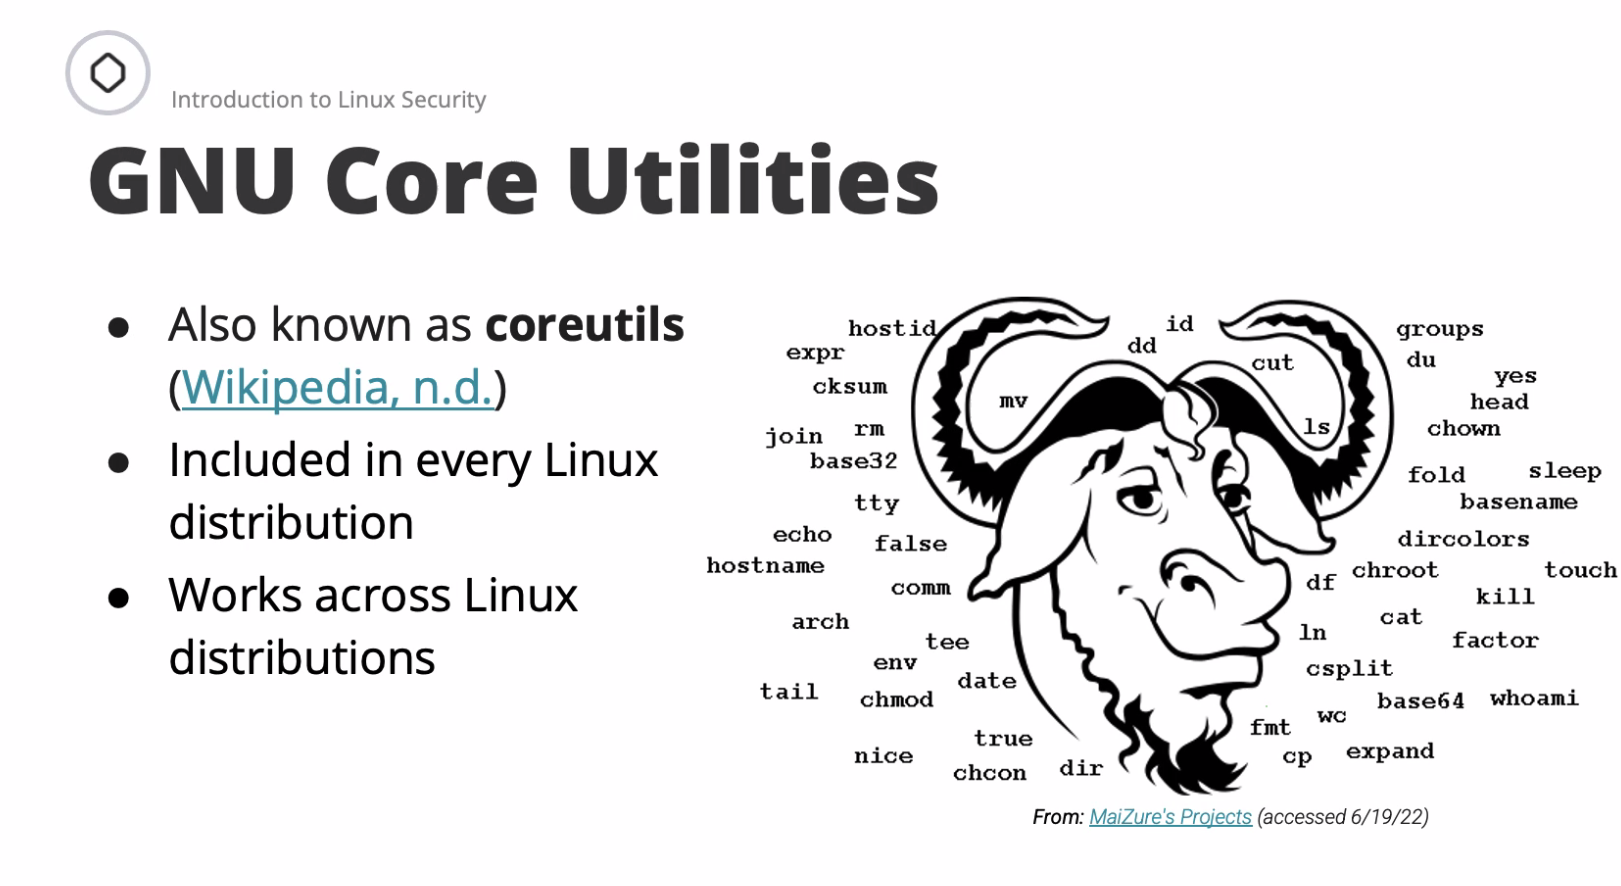 Introduction to Linux Security
GNU Core Utilities
● Also known as coreutils
(Wikipedia, n.d.)
● Included in every Linux
distribution
● Works across Linux
distributions
hostid
id
groups
expr
dd
cut
du
cksum
yes
mv
head
join
rm
ls
chown
base32
fold
sleep
tty
basename
echo
false
dircolors
hostname
comm
df
chroot
touch
kill
arch
cat
tee
ln
factor
env
date
csplit
tail
chmod
base64
whoami
fmt
wc
true
nice
cp
expand
chcon
dir
From: MaiZure's Projects (accessed 6/19/22)